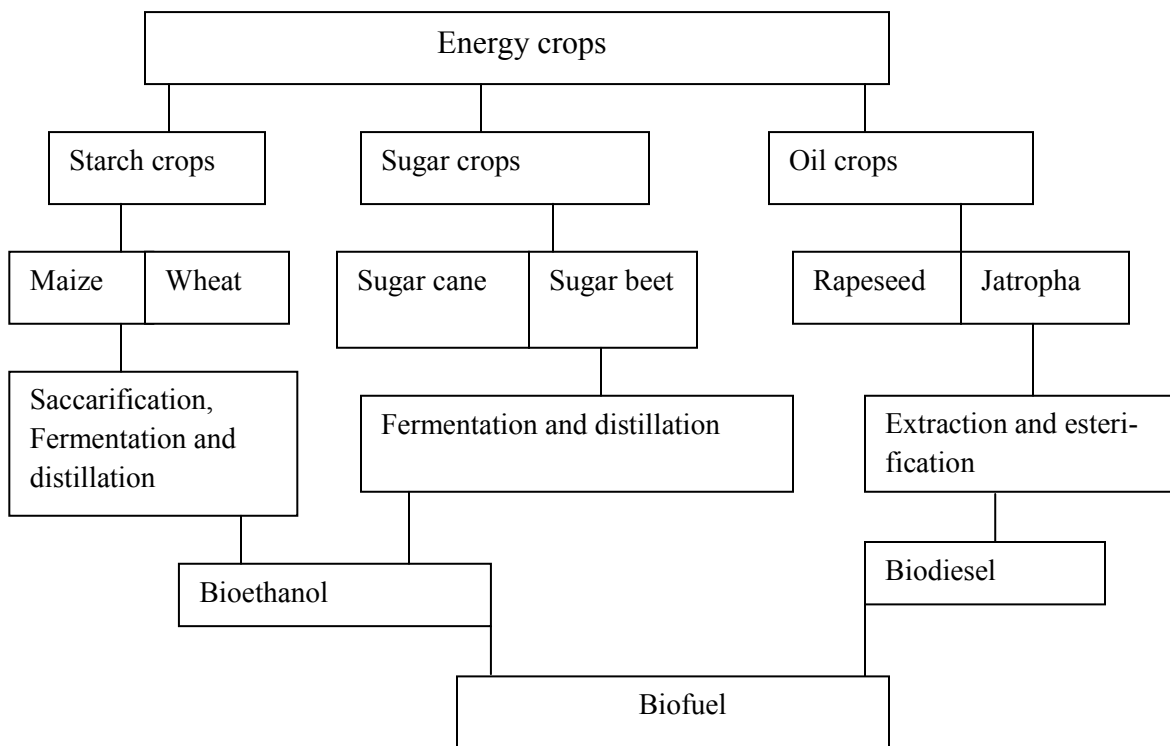 Energy crops
Starch crops
Sugar crops
Oil crops
Maize
Wheat
Sugar cane
Sugar beet
Rapeseed
Jatropha
Saccarification,
Fermentation and
distillation
Fermentation and distillation
Extraction and esteri-
fication
Bioethanol
Biodiesel
Biofuel